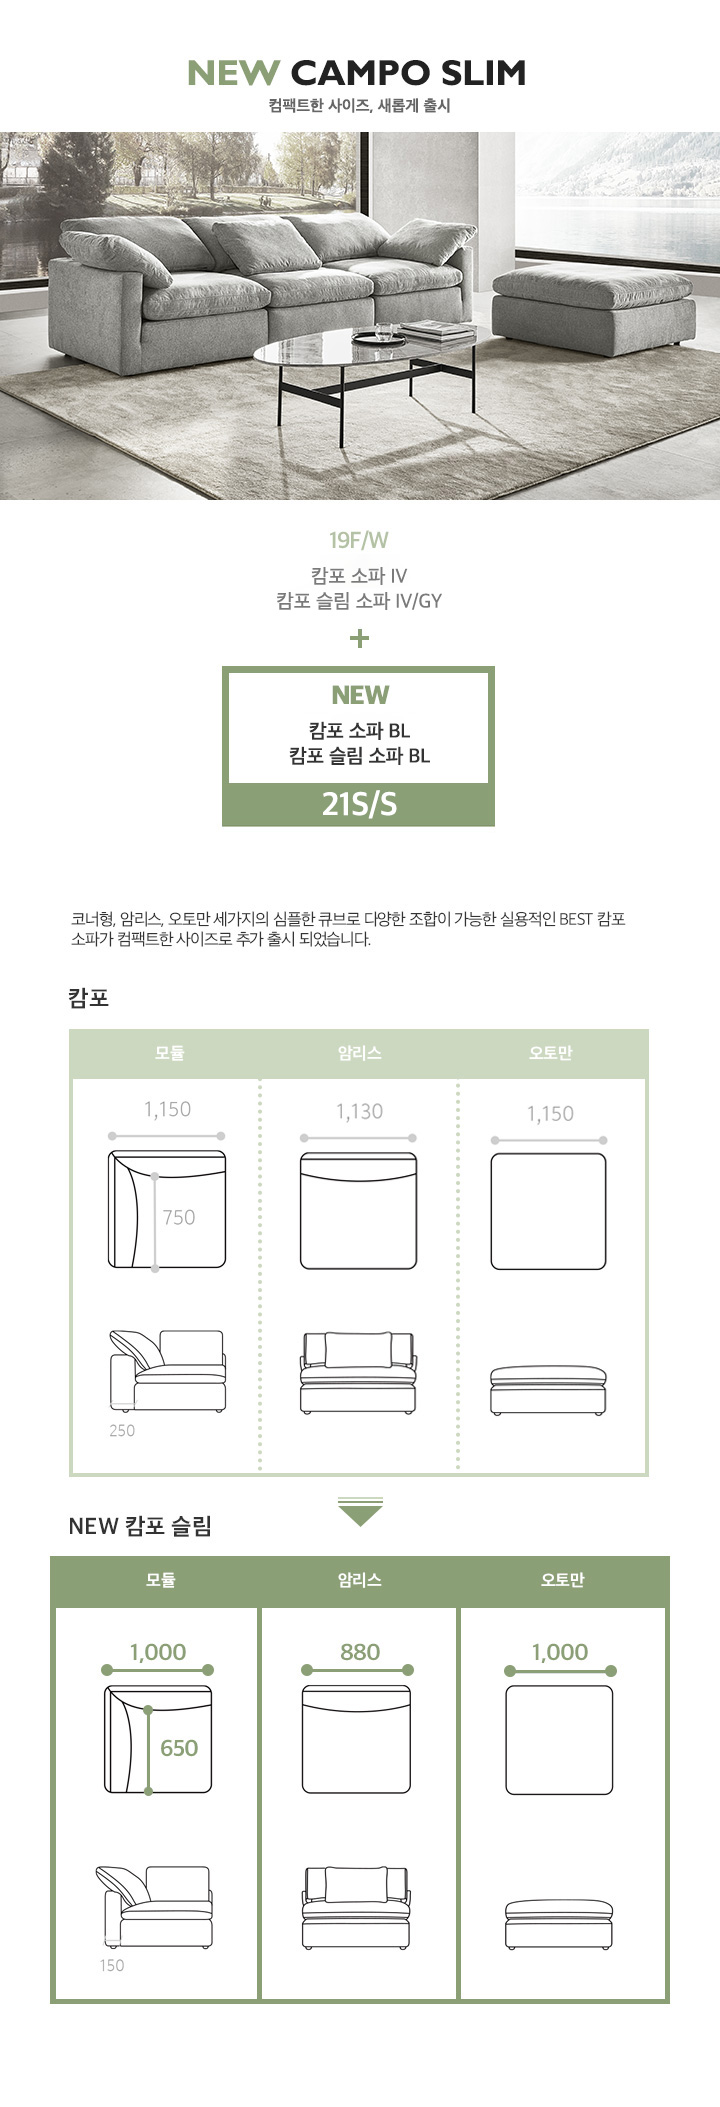 NEW CAMPO SLIM
컴팩트한 사이즈, 새롭게 출시
19F/W
캄포 소파 IV
캄포 슬림 소파 IV/GY
+
NEW
캄포 소파 BL
캄포 슬림 소파 BL
21S/S
코너형, 암리스, 오토만 세가지의 심플한 큐브로 다양한 조합이 가능한 실용적인 BEST 캄포
소파가 컴팩트한 사이즈로 추가 출시 되었습니다.
캄포
모듈 암리스 오토만
1,150 1,130 1,150
750
250
NEW 캄포 슬림
모듈 암리스 오토만
1,000 880 1,000
650
150